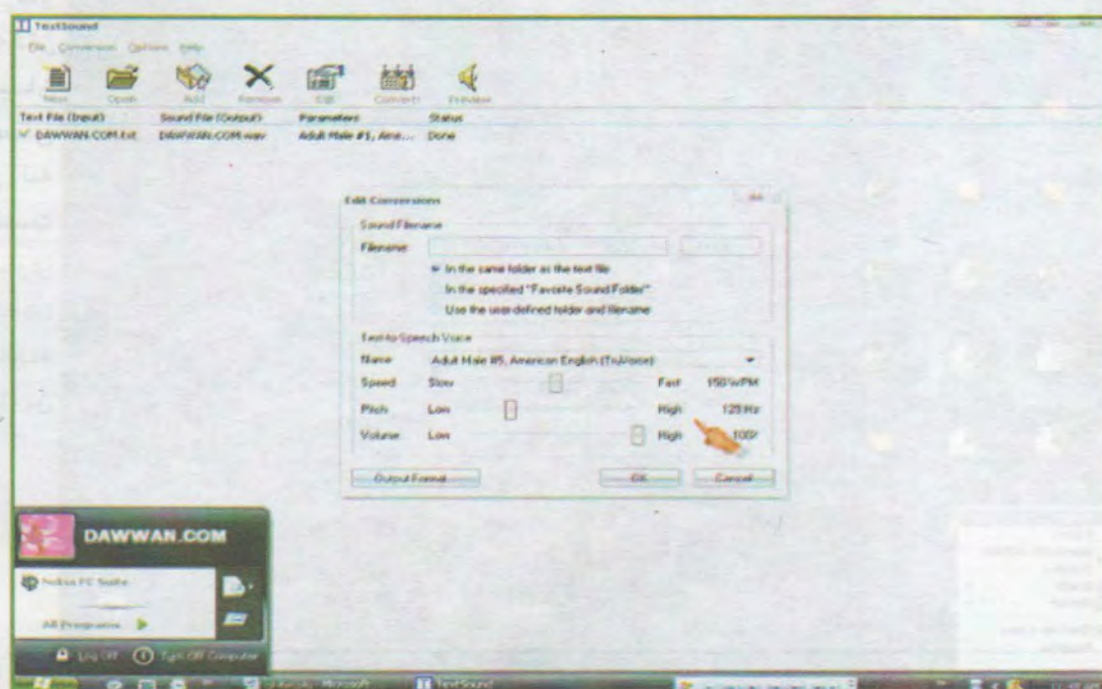 TextSound
File Conversion Options Help
New Open Add Remove Edit Convert! Preview
Text File (Input) Sound File (Output) Parameters Status
DAWWAN.COM.txt DAWWAN.COM.wav Adult Male #1, Ame... Done
Edit Conversions
Sound Filename
Filename
In the same folder as the text file
In the specified "Favorite Sound Folder"
Use the user-defined folder and filename
Text-to-Speech Voice
Name Adult Male #5, American English (TruVoice)
Speed Slow Fast 150 WPM
Pitch Low High 123 Hz
Volume Low High 100%
Output Format OK Cancel
DAWWAN.COM
Nokia PC Suite
All Programs
Log Off Turn Off Computer
Microsoft TextSound